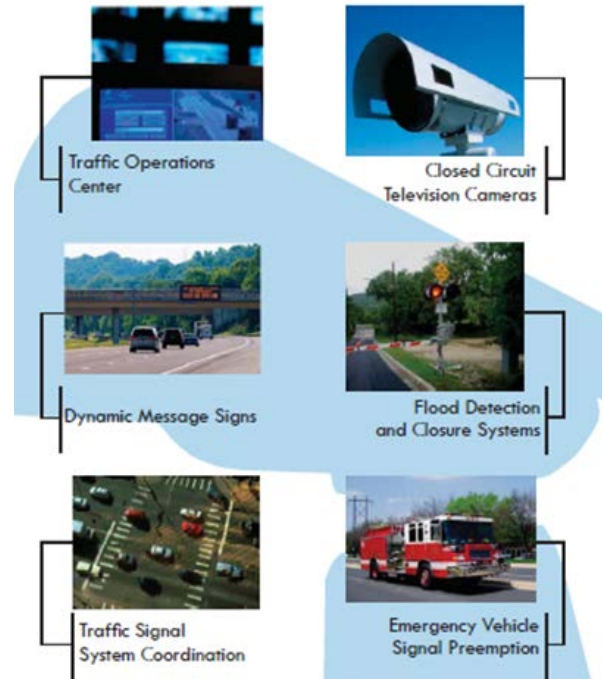 Traffic Operations
Center
Closed Circuit
Television Cameras
Dynamic Message Signs
Flood Detection
and Closure Systems
Traffic Signal
System Coordination
Emergency Vehicle
Signal Preemption